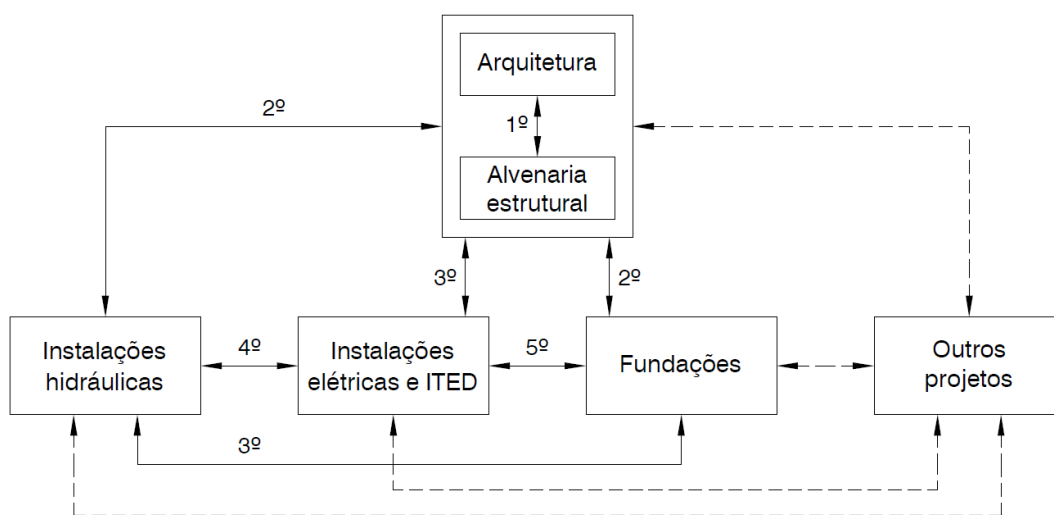 Arquitetura
2º
1º
Alvenaria
estrutural
3º
2º
Instalações
hidráulicas
4º
Instalações
elétricas e ITED
5º
Fundações
Outros
projetos
3º